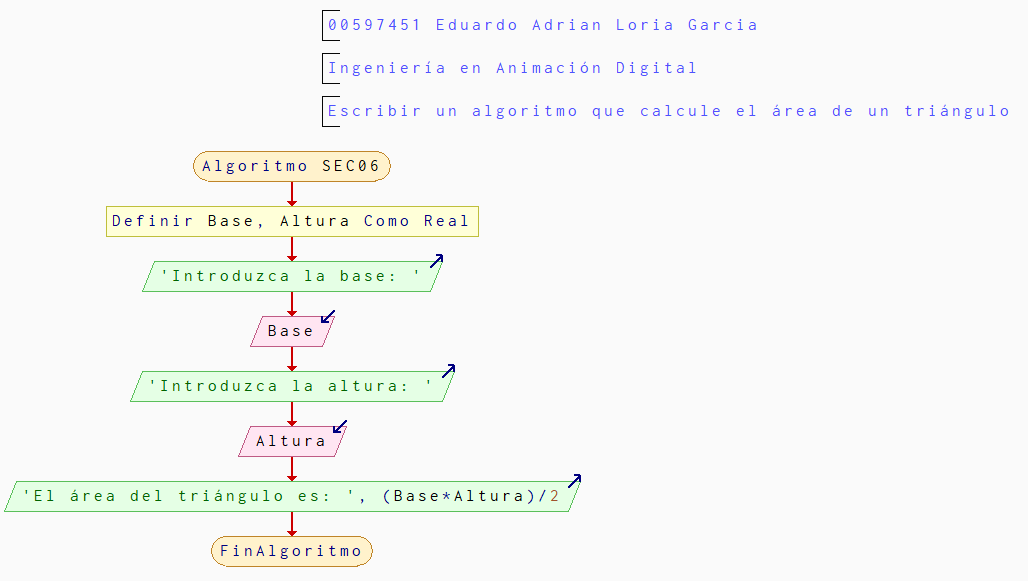 00597451 Eduardo Adrian Loria Garcia
Ingeniería en Animación Digital
Escribir un algoritmo que calcule el área de un triángulo
Algoritmo SEC06
Definir Base, Altura Como Real
'Introduzca la base: '
Base
'Introduzca la altura: '
Altura
'El área del triángulo es: ', (Base*Altura)/2
FinAlgoritmo